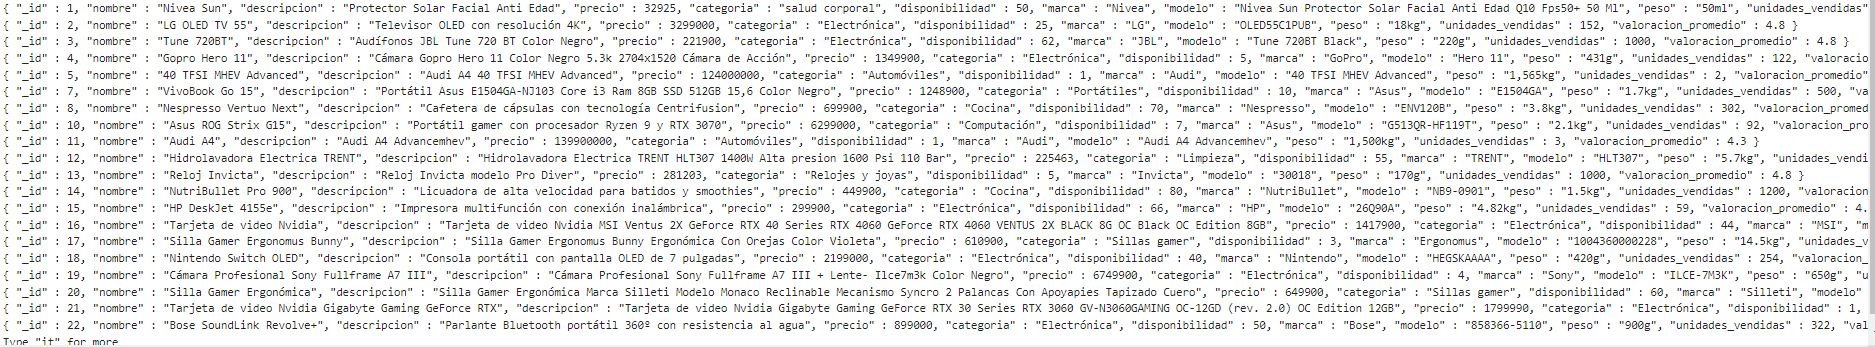 { "_id" : 1, "nombre" : "Nivea Sun", "descripcion" : "Protector Solar Facial Anti Edad", "precio" : 32925, "categoria" : "salud corporal", "disponibilidad" : 50, "marca" : "Nivea", "modelo" : "Nivea Sun Protector Solar Facial Anti Edad Q10 Fps50+ 50 Ml", "peso" : "50ml", "unidades_vendidas"
{ "_id" : 2, "nombre" : "LG OLED TV 55", "descripcion" : "Televisor OLED con resolución 4K", "precio" : 3299000, "categoria" : "Electrónica", "disponibilidad" : 25, "marca" : "LG", "modelo" : "OLED55C1PUB", "peso" : "18kg", "unidades_vendidas" : 152, "valoracion_promedio" : 4.8 }
{ "_id" : 3, "nombre" : "Tune 720BT", "descripcion" : "Audífonos JBL Tune 720 BT Color Negro", "precio" : 221900, "categoria" : "Electrónica", "disponibilidad" : 62, "marca" : "JBL", "modelo" : "Tune 720BT Black", "peso" : "220g", "unidades_vendidas" : 1000, "valoracion_promedio" : 4.8 }
{ "_id" : 4, "nombre" : "Gopro Hero 11", "descripcion" : "Cámara Gopro Hero 11 Color Negro 5.3k 2704x1520 Cámara de Acción", "precio" : 1349900, "categoria" : "Electrónica", "disponibilidad" : 5, "marca" : "GoPro", "modelo" : "Hero 11", "peso" : "431g", "unidades_vendidas" : 122, "valoracion
{ "_id" : 5, "nombre" : "40 TFSI MHEV Advanced", "descripcion" : "Audi A4 40 TFSI MHEV Advanced", "precio" : 124000000, "categoria" : "Automóviles", "disponibilidad" : 1, "marca" : "Audi", "modelo" : "40 TFSI MHEV Advanced", "peso" : "1,565kg", "unidades_vendidas" : 2, "valoracion_promedio"
{ "_id" : 7, "nombre" : "VivoBook Go 15", "descripcion" : "Portátil Asus E1504GA-NJ103 Core i3 Ram 8GB SSD 512GB 15,6 Color Negro", "precio" : 1248900, "categoria" : "Portátiles", "disponibilidad" : 10, "marca" : "Asus", "modelo" : "E1504GA", "peso" : "1.7kg", "unidades_vendidas" : 500, "va
{ "_id" : 8, "nombre" : "Nespresso Vertuo Next", "descripcion" : "Cafetera de cápsulas con tecnología Centrifusion", "precio" : 699900, "categoria" : "Cocina", "disponibilidad" : 70, "marca" : "Nespresso", "modelo" : "ENV120B", "peso" : "3.8kg", "unidades_vendidas" : 302, "valoracion_promed
{ "_id" : 10, "nombre" : "Asus ROG Strix G15", "descripcion" : "Portátil gamer con procesador Ryzen 9 y RTX 3070", "precio" : 6299000, "categoria" : "Computación", "disponibilidad" : 7, "marca" : "Asus", "modelo" : "G513QR-HF119T", "peso" : "2.1kg", "unidades_vendidas" : 92, "valoracion_pro
{ "_id" : 11, "nombre" : "Audi A4", "descripcion" : "Audi A4 Advancemhev", "precio" : 139900000, "categoria" : "Automóviles", "disponibilidad" : 1, "marca" : "Audi", "modelo" : "Audi A4 Advancemhev", "peso" : "1,500kg", "unidades_vendidas" : 3, "valoracion_promedio" : 4.3 }
{ "_id" : 12, "nombre" : "Hidrolavadora Electrica TRENT", "descripcion" : "Hidrolavadora Electrica TRENT HLT307 1400W Alta presion 1600 Psi 110 Bar", "precio" : 225463, "categoria" : "Limpieza", "disponibilidad" : 55, "marca" : "TRENT", "modelo" : "HLT307", "peso" : "5.7kg", "unidades_vendi
{ "_id" : 13, "nombre" : "Reloj Invicta", "descripcion" : "Reloj Invicta modelo Pro Diver", "precio" : 281203, "categoria" : "Relojes y joyas", "disponibilidad" : 5, "marca" : "Invicta", "modelo" : "30018", "peso" : "170g", "unidades_vendidas" : 1000, "valoracion_promedio" : 4.8 }
{ "_id" : 14, "nombre" : "NutriBullet Pro 900", "descripcion" : "Licuadora de alta velocidad para batidos y smoothies", "precio" : 449900, "categoria" : "Cocina", "disponibilidad" : 80, "marca" : "NutriBullet", "modelo" : "NB9-0901", "peso" : "1.5kg", "unidades_vendidas" : 1200, "valoracion
{ "_id" : 15, "nombre" : "HP DeskJet 4155e", "descripcion" : "Impresora multifunción con conexión inalámbrica", "precio" : 299900, "categoria" : "Electrónica", "disponibilidad" : 66, "marca" : "HP", "modelo" : "26Q90A", "peso" : "4.82kg", "unidades_vendidas" : 59, "valoracion_promedio" : 4.
{ "_id" : 16, "nombre" : "Tarjeta de video Nvidia", "descripcion" : "Tarjeta de video Nvidia MSI Ventus 2X GeForce RTX 40 Series RTX 4060 GeForce RTX 4060 VENTUS 2X BLACK 8G OC Black OC Edition 8GB", "precio" : 1417900, "categoria" : "Electrónica", "disponibilidad" : 44, "marca" : "MSI", "m
{ "_id" : 17, "nombre" : "Silla Gamer Ergonomus Bunny", "descripcion" : "Silla Gamer Ergonomus Bunny Ergonómica Con Orejas Color Violeta", "precio" : 610900, "categoria" : "Sillas gamer", "disponibilidad" : 3, "marca" : "Ergonomus", "modelo" : "1004360000228", "peso" : "14.5kg", "unidades_v
{ "_id" : 18, "nombre" : "Nintendo Switch OLED", "descripcion" : "Consola portátil con pantalla OLED de 7 pulgadas", "precio" : 2199000, "categoria" : "Electrónica", "disponibilidad" : 40, "marca" : "Nintendo", "modelo" : "HEGSKAAAA", "peso" : "420g", "unidades_vendidas" : 254, "valoracion_
{ "_id" : 19, "nombre" : "Cámara Profesional Sony Fullframe A7 III", "descripcion" : "Cámara Profesional Sony Fullframe A7 III + Lente- Ilce7m3k Color Negro", "precio" : 6749900, "categoria" : "Electrónica", "disponibilidad" : 4, "marca" : "Sony", "modelo" : "ILCE-7M3K", "peso" : "650g", "u
{ "_id" : 20, "nombre" : "Silla Gamer Ergonómica", "descripcion" : "Silla Gamer Ergonómica Marca Silleti Modelo Monaco Reclinable Mecanismo Syncro 2 Palancas Con Apoyapies Tapizado Cuero", "precio" : 649900, "categoria" : "Sillas gamer", "disponibilidad" : 60, "marca" : "Silleti", "modelo"
{ "_id" : 21, "nombre" : "Tarjeta de video Nvidia Gigabyte Gaming GeForce RTX", "descripcion" : "Tarjeta de video Nvidia Gigabyte Gaming GeForce RTX 30 Series RTX 3060 GV-N3060GAMING OC-12GD (rev. 2.0) OC Edition 12GB", "precio" : 1799990, "categoria" : "Electrónica", "disponibilidad" : 1,
{ "_id" : 22, "nombre" : "Bose SoundLink Revolve+", "descripcion" : "Parlante Bluetooth portátil 360º con resistencia al agua", "precio" : 899000, "categoria" : "Electrónica", "disponibilidad" : 50, "marca" : "Bose", "modelo" : "858366-5110", "peso" : "900g", "unidades_vendidas" : 322, "val
Type "it" for more